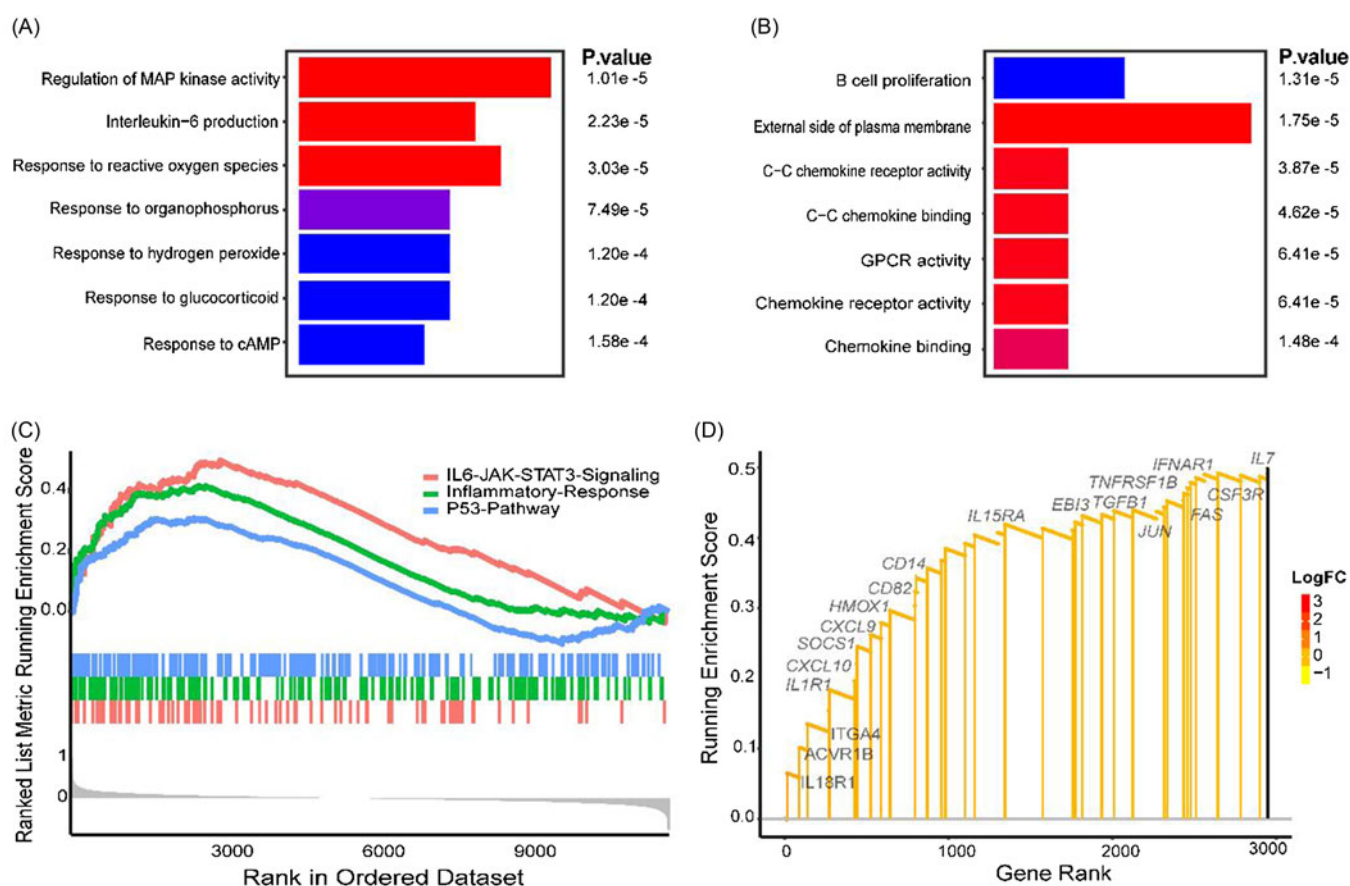 (A)
P.value
Regulation of MAP kinase activity 1.01e -5
Interleukin-6 production 2.23e -5
Response to reactive oxygen species 3.03e -5
Response to organophosphorus 7.49e -5
Response to hydrogen peroxide 1.20e -4
Response to glucocorticoid 1.20e -4
Response to cAMP 1.58e -4
(B)
P.value
B cell proliferation 1.31e -5
External side of plasma membrane 1.75e -5
C-C chemokine receptor activity 3.87e -5
C-C chemokine binding 4.62e -5
GPCR activity 6.41e -5
Chemokine receptor activity 6.41e -5
Chemokine binding 1.48e -4
(C)
Running Enrichment Score
0.4
0.2
0.0
IL6-JAK-STAT3-Signaling
Inflammatory-Response
P53-Pathway
Ranked List Metric
1
0
3000 6000 9000
Rank in Ordered Dataset
(D)
Running Enrichment Score
0.5
0.4
0.3
0.2
0.1
0.0
IL7
IFNAR1
TNFRSF1B
CSF3R
EBI3 TGFB1
FAS
IL15RA
JUN
CD14
CD82
HMOX1
CXCL9
SOCS1
CXCL10
IL1R1
ITGA4
ACVR1B
IL18R1
LogFC
3
2
1
0
−1
0 1000 2000 3000
Gene Rank